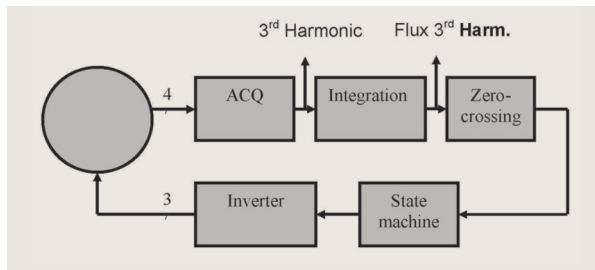 3rd Harmonic Flux 3rd Harm.
4 ACQ Integration Zero-
crossing
3 Inverter State
machine